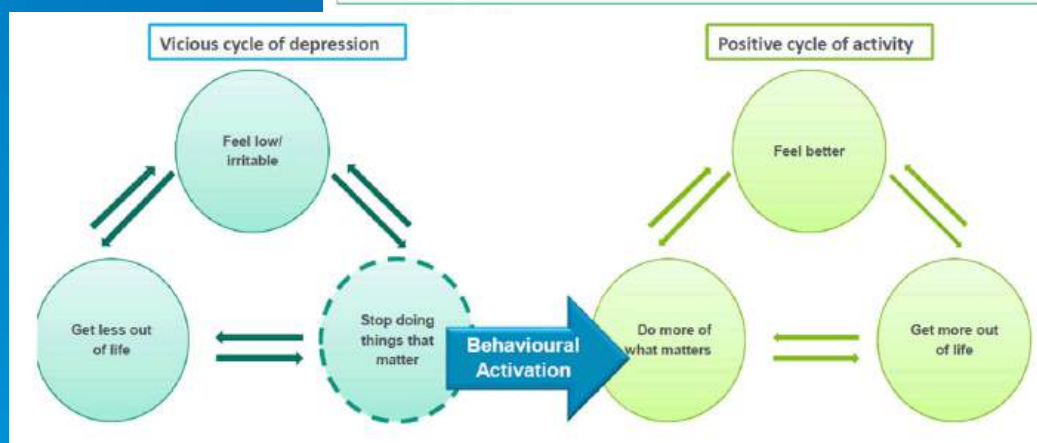 Vicious cycle of depression
Positive cycle of activity
Feel low/
irritable
Feel better
Get less out
of life
Stop doing
things that
matter
Behavioural
Activation
Do more of
what matters
Get more out
of life